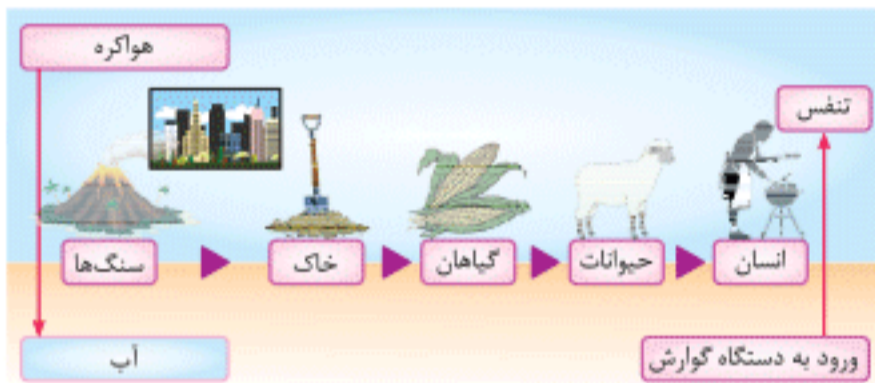 هواکره
تنفس
سنگ‌ها
خاک
گیاهان
حیوانات
انسان
آب
ورود به دستگاه گوارش